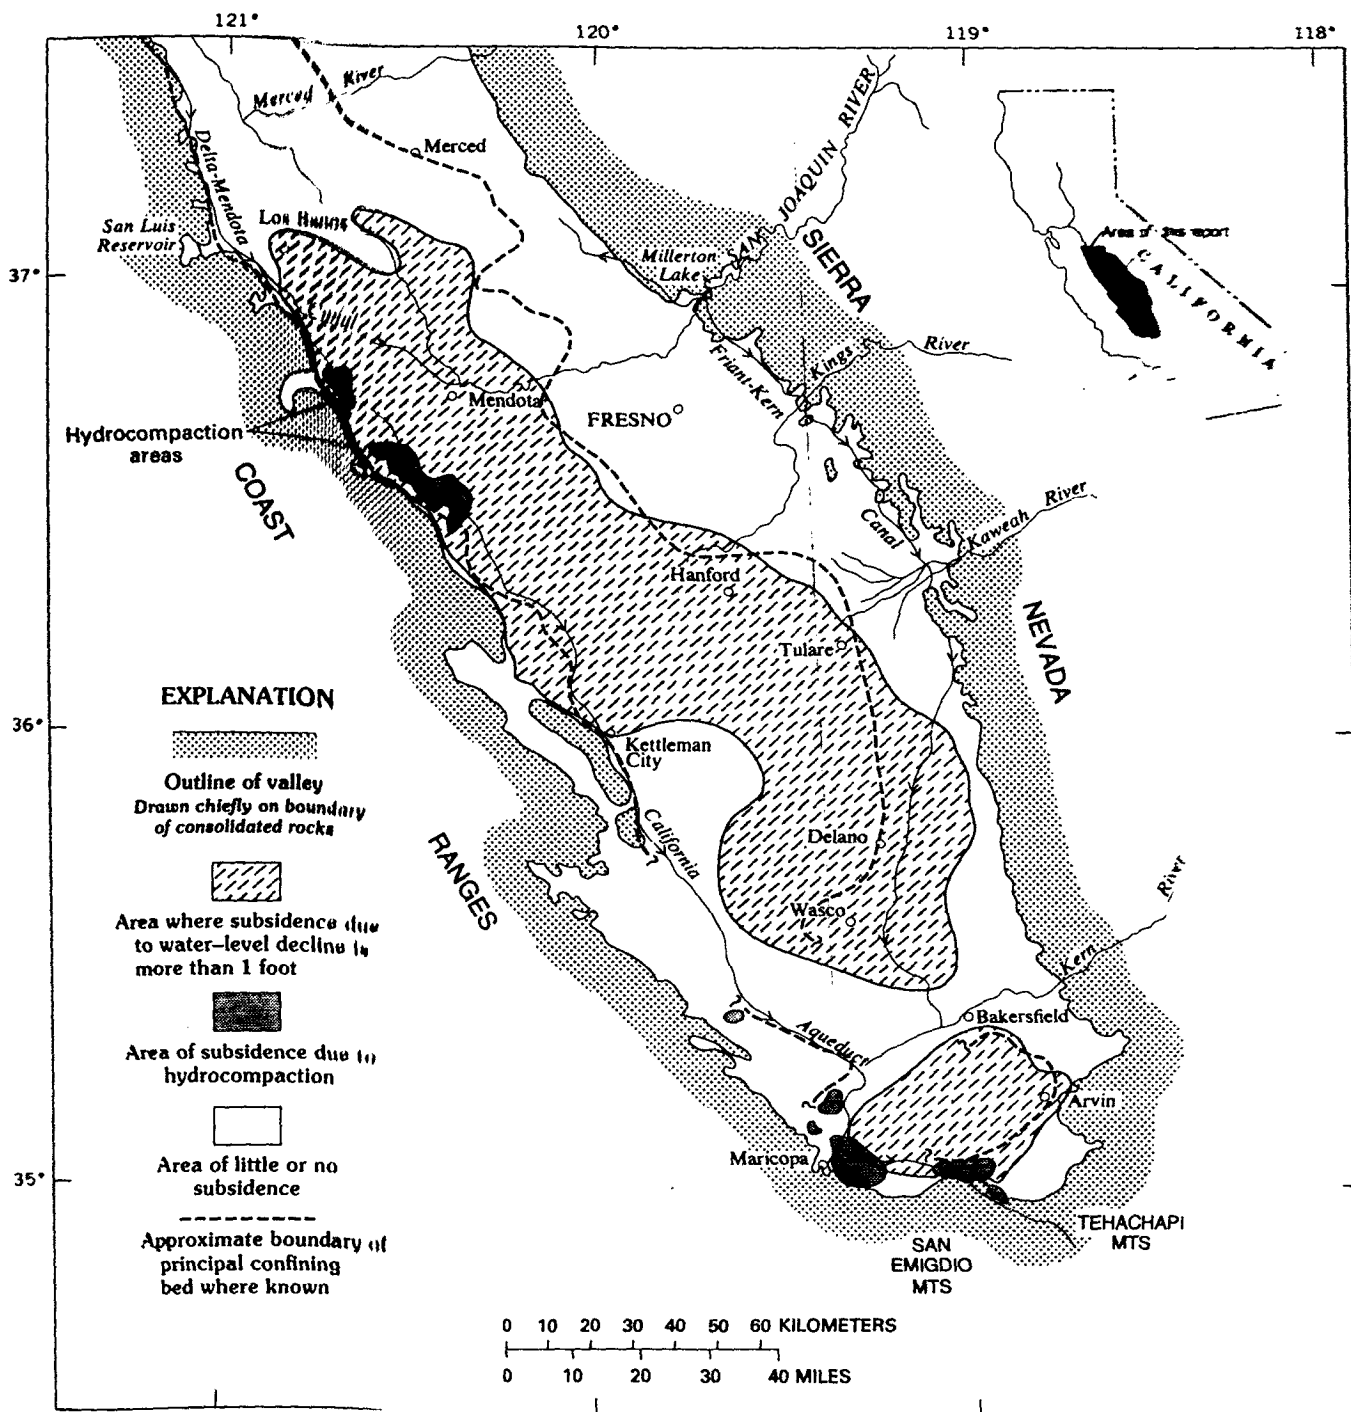 121°
120°
119°
118°
37°
36°
35°
Merced River
Merced
Delta-Mendota
San Luis
Reservoir
Los Banos
Millerton
Lake
SAN JOAQUIN RIVER
SIERRA
NEVADA
Area of this report
CALIFORNIA
Friant-Kern
Canal
Kings River
Mendota
FRESNO
Hydrocompaction
areas
COAST
RANGES
Kaweah River
Hanford
Tulare
Kettleman
City
California
Aqueduct
Delano
Wasco
Kern River
Bakersfield
Arvin
Maricopa
TEHACHAPI
MTS
SAN
EMIGDIO
MTS
EXPLANATION
Outline of valley
Drawn chiefly on boundary
of consolidated rocks
Area where subsidence due
to water-level decline is
more than 1 foot
Area of subsidence due to
hydrocompaction
Area of little or no
subsidence
Approximate boundary of
principal confining
bed where known
0 10 20 30 40 50 60 KILOMETERS
0 10 20 30 40 MILES